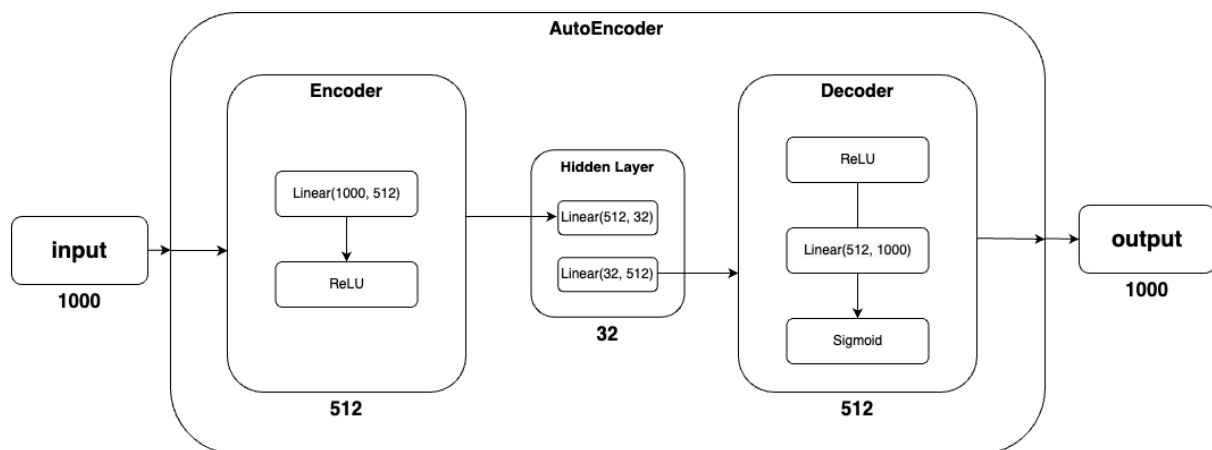 AutoEncoder
input
1000
Encoder
Linear(1000, 512)
ReLU
512
Hidden Layer
Linear(512, 32)
Linear(32, 512)
32
Decoder
ReLU
Linear(512, 1000)
Sigmoid
512
output
1000